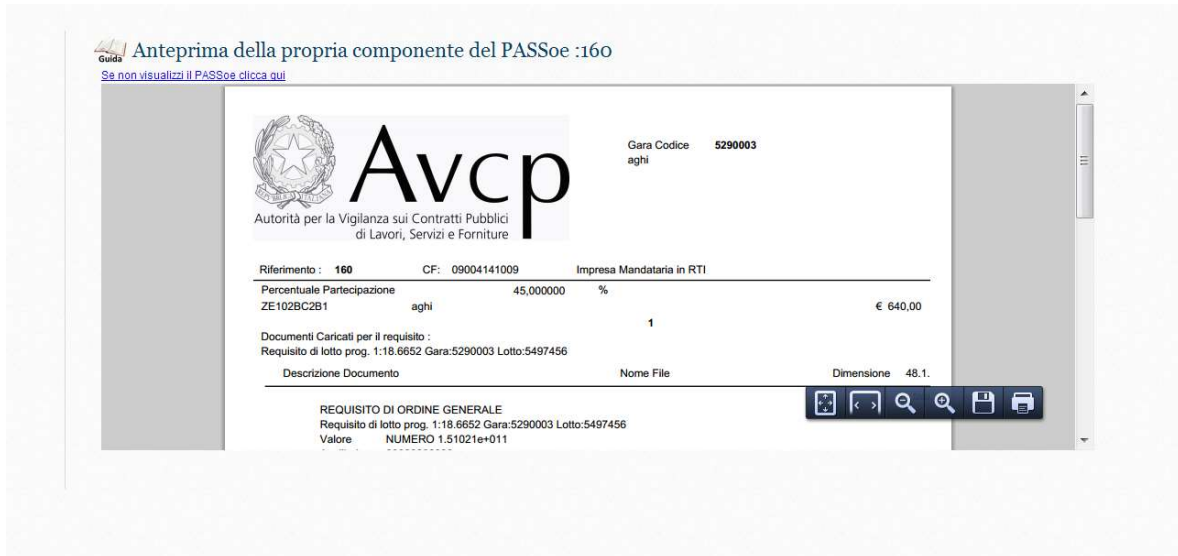 Guida Anteprima della propria componente del PASSoe :160
Se non visualizzi il PASSoe clicca qui
REPVBBLICA ITALIANA
Avcp
Autorità per la Vigilanza sui Contratti Pubblici
di Lavori, Servizi e Forniture
Gara Codice 5290003
aghi
Riferimento : 160 CF: 09004141009 Impresa Mandataria in RTI
Percentuale Partecipazione 45,000000 %
ZE102BC2B1 aghi € 640,00
1
Documenti Caricati per il requisito :
Requisito di lotto prog. 1:18.6652 Gara:5290003 Lotto:5497456
Descrizione Documento Nome File Dimensione 48.1.
REQUISITO DI ORDINE GENERALE
Requisito di lotto prog. 1:18.6652 Gara:5290003 Lotto:5497456
Valore NUMERO 1.51021e+011